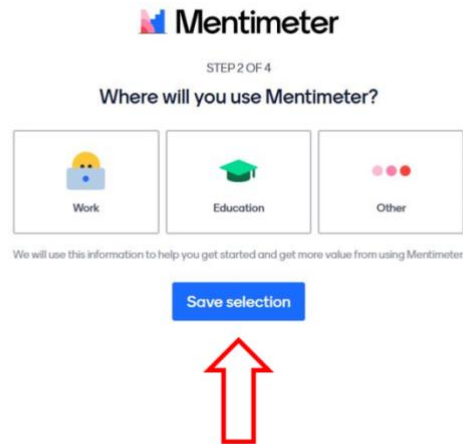 Mentimeter
STEP 2 OF 4
Where will you use Mentimeter?
Work
Education
Other
We will use this information to help you get started and get more value from using Mentimeter
Save selection